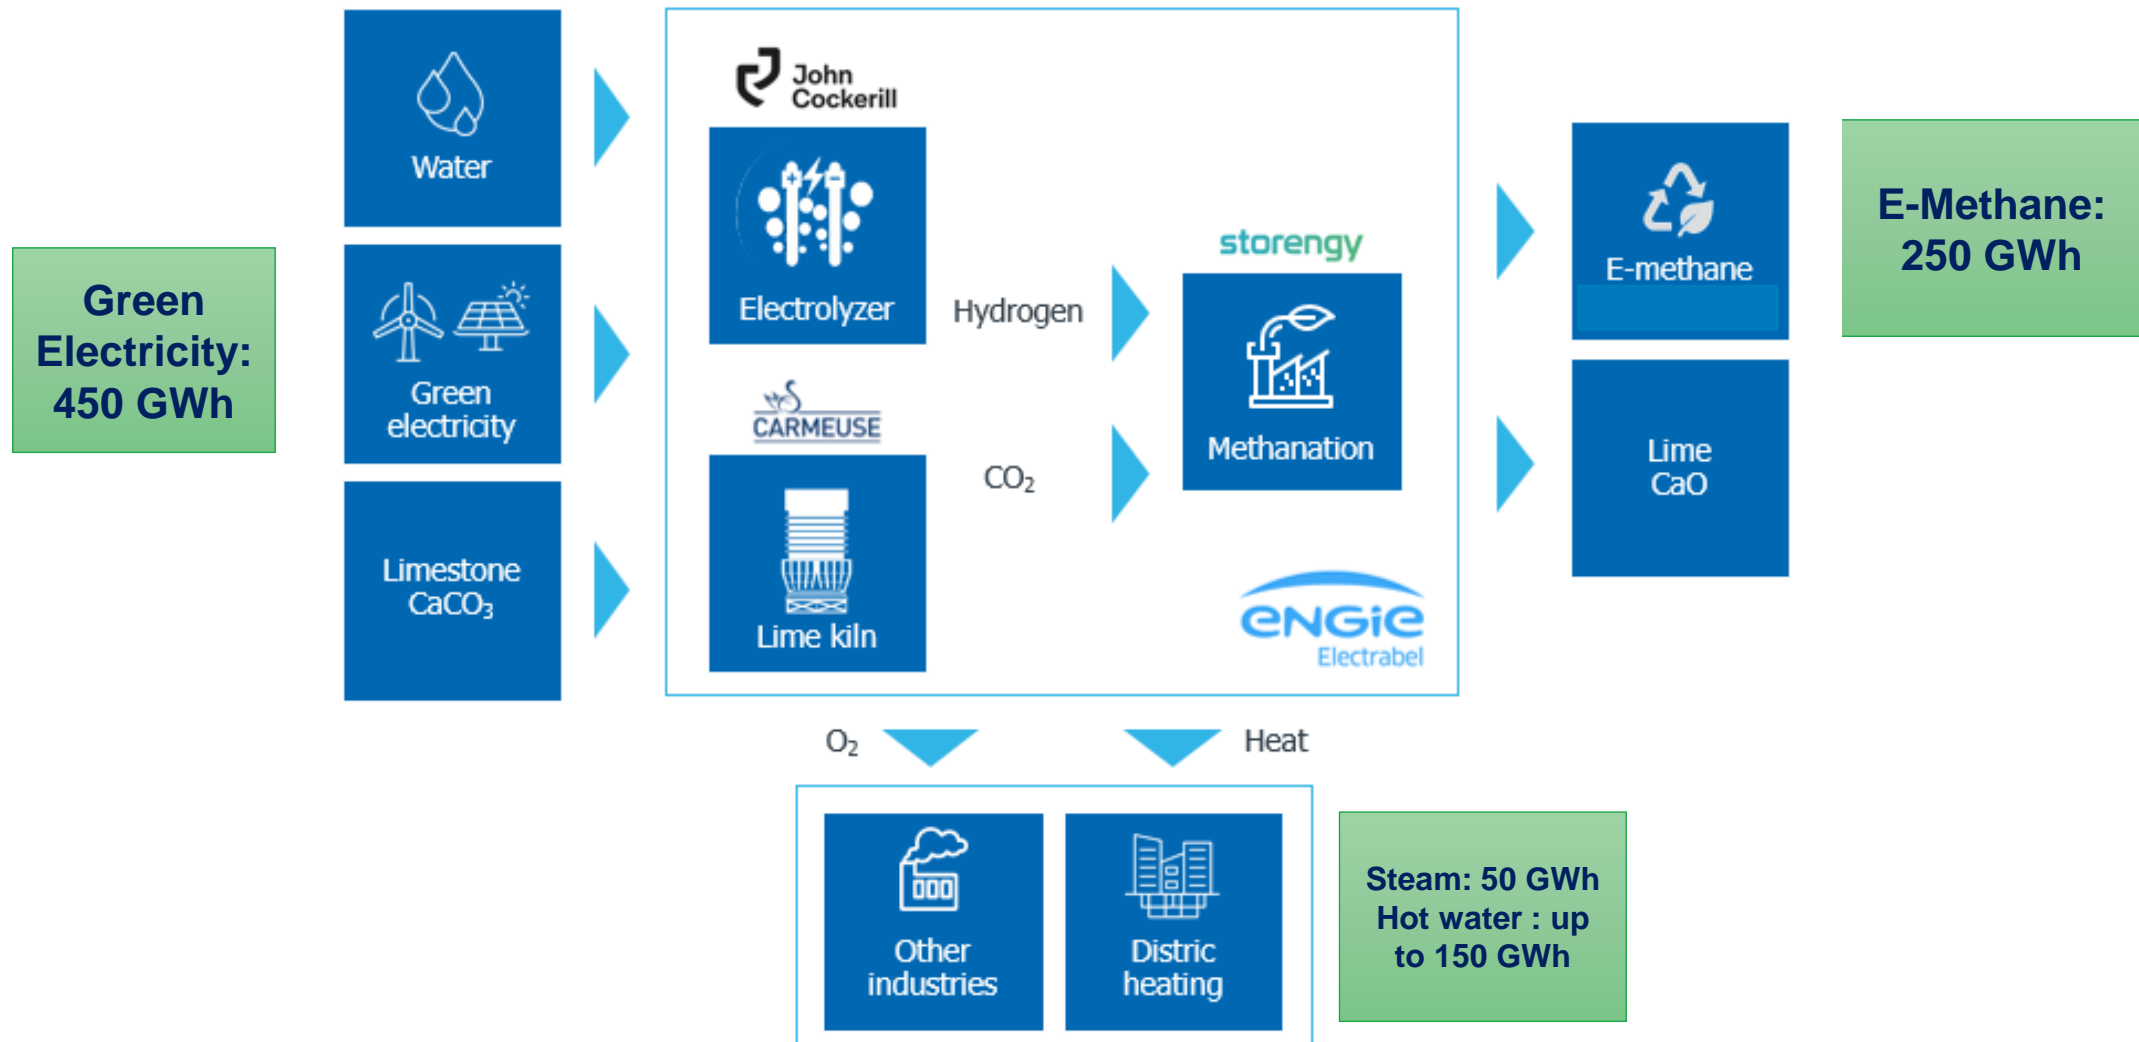 Green
Electricity:
450 GWh
Water
Green
electricity
Limestone
CaCO₃
John
Cockerill
Electrolyzer
Hydrogen
CARMEUSE
Lime kiln
CO₂
storengy
Methanation
ENGIE
Electrabel
E-methane
Lime
CaO
E-Methane:
250 GWh
O₂
Heat
Other
industries
Distric
heating
Steam: 50 GWh
Hot water : up
to 150 GWh